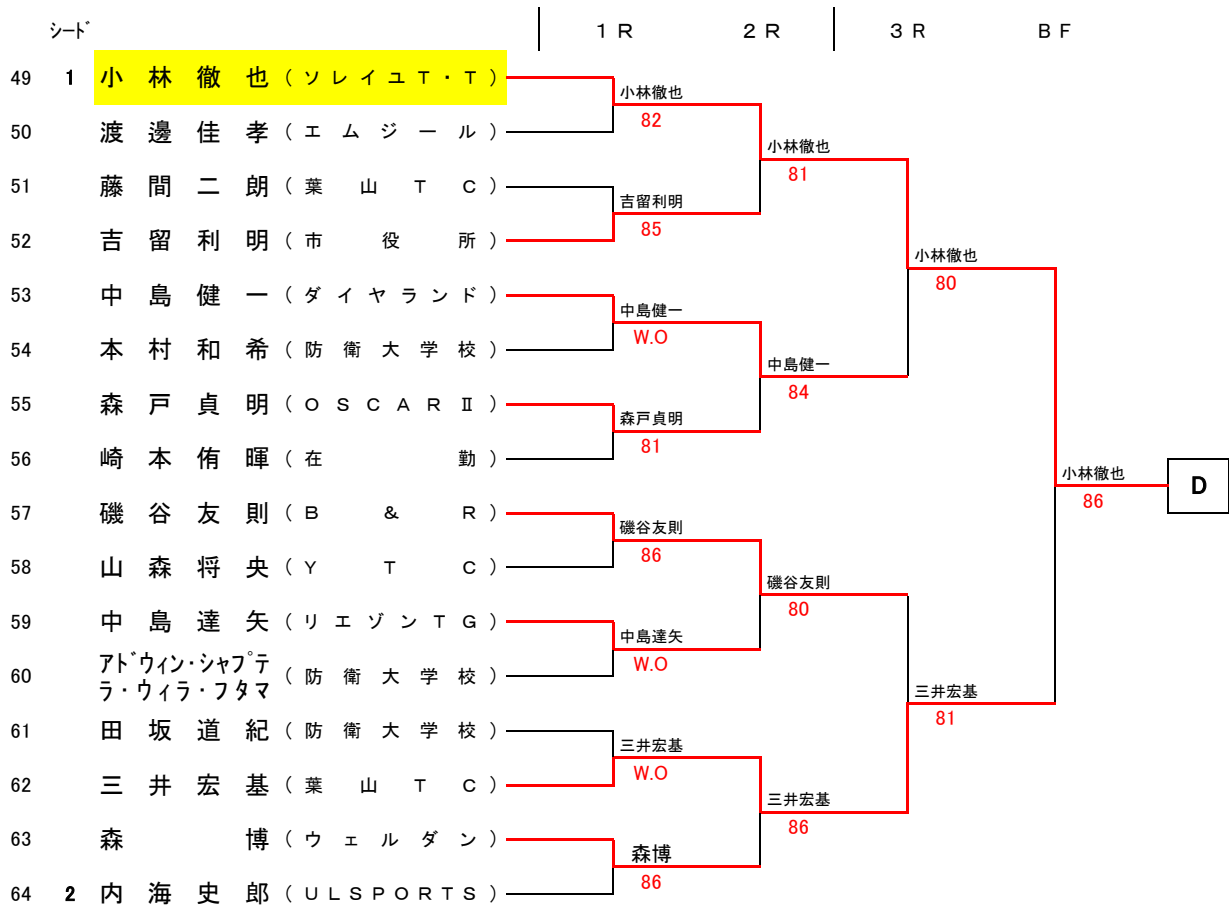 シード 1R 2R 3R BF
49 1 小林徹也 (ソレイユT・T)
50 渡邊佳孝 (エムジール)
51 藤間二朗 (葉山TC)
52 吉留利明 (市役所)
53 中島健一 (ダイヤランド)
54 本村和希 (防衛大学校)
55 森戸貞明 (OSCARⅡ)
56 崎本侑暉 (在勤)
57 磯谷友則 (B&R)
58 山森将央 (YTC)
59 中島達矢 (リエゾンTG)
60 アドウィン・シャプテ
ラ・ウィラ・フタマ (防衛大学校)
61 田坂道紀 (防衛大学校)
62 三井宏基 (葉山TC)
63 森博 (ウェルダン)
64 2 内海史郎 (ULSPORTS)
小林徹也
82
吉留利明
85
中島健一
W.O
森戸貞明
81
磯谷友則
86
中島達矢
W.O
三井宏基
W.O
森博
86
小林徹也
81
中島健一
84
磯谷友則
80
三井宏基
86
小林徹也
80
三井宏基
81
小林徹也
86
D